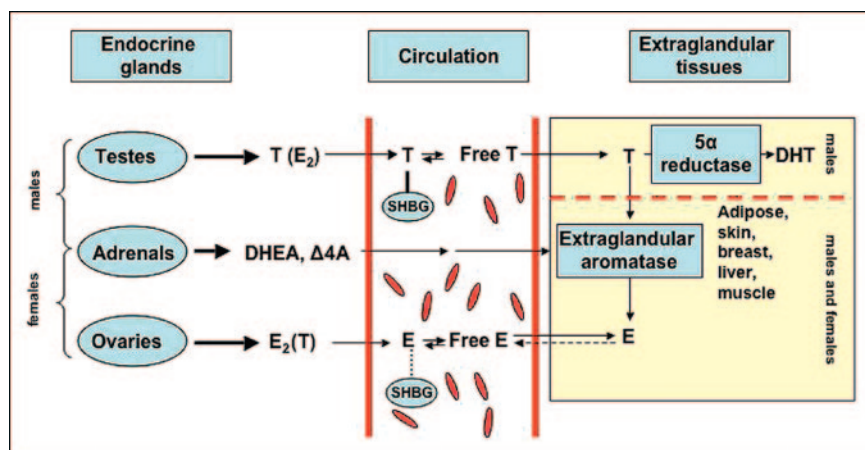 Endocrine
glands
Circulation
Extraglandular
tissues
males
females
Testes
T (E₂)
T
Free T
SHBG
T
5α
reductase
DHT
males
Adrenals
DHEA, Δ4A
Extraglandular
aromatase
Adipose,
skin,
breast,
liver,
muscle
males and females
Ovaries
E₂(T)
E
Free E
E
SHBG